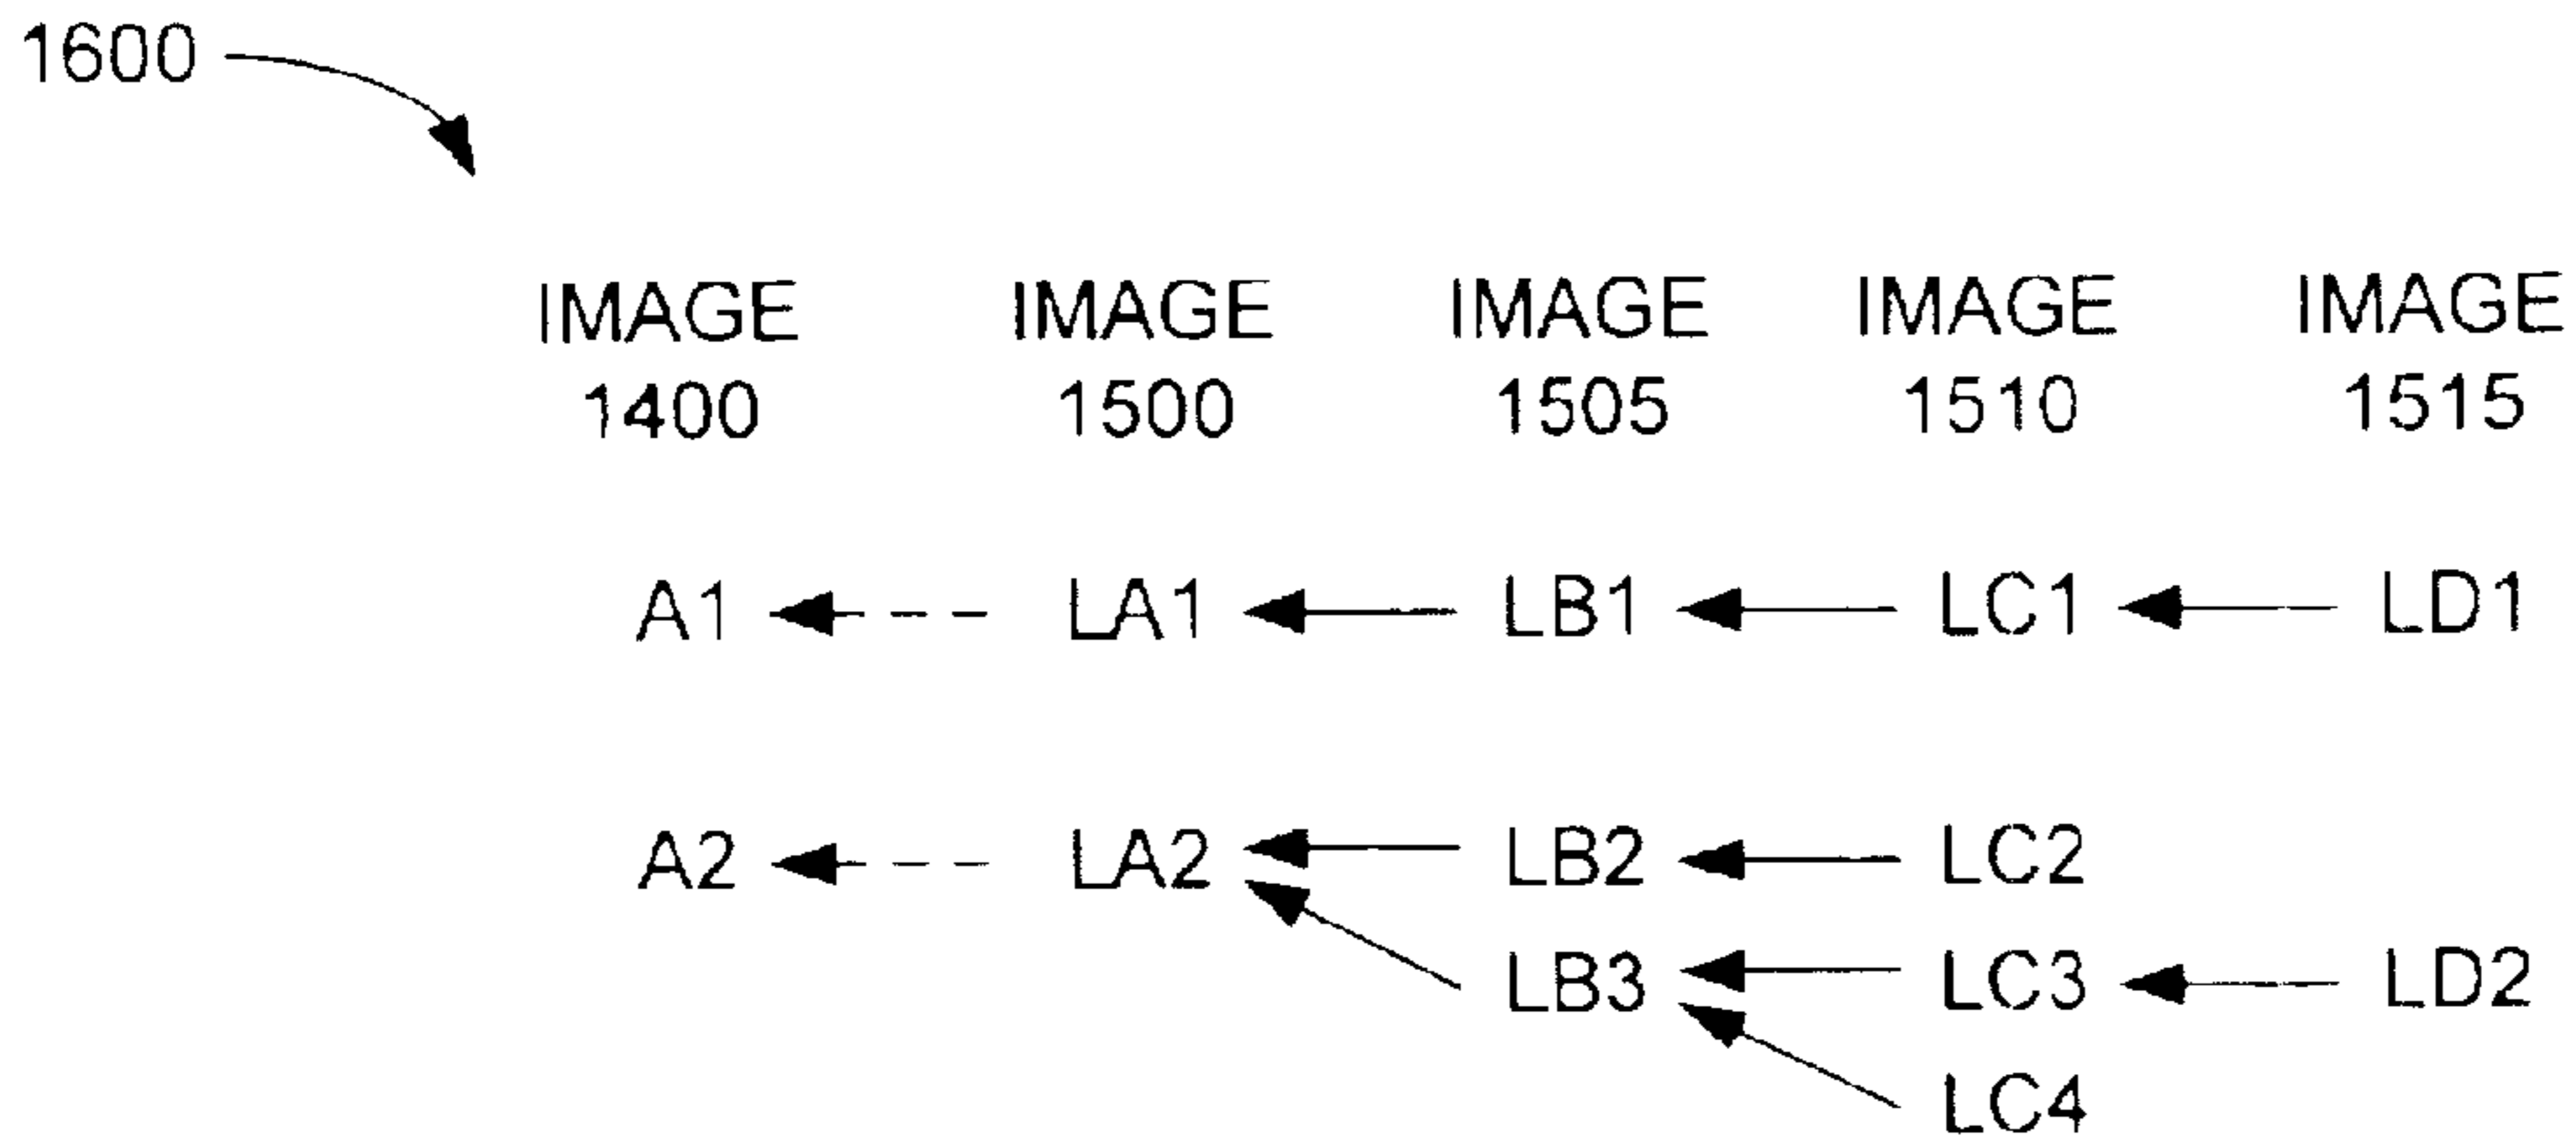 1600
IMAGE IMAGE IMAGE IMAGE IMAGE
1400 1500 1505 1510 1515
A1 LA1 LB1 LC1 LD1
A2 LA2 LB2 LC2
LB3 LC3 LD2
LC4